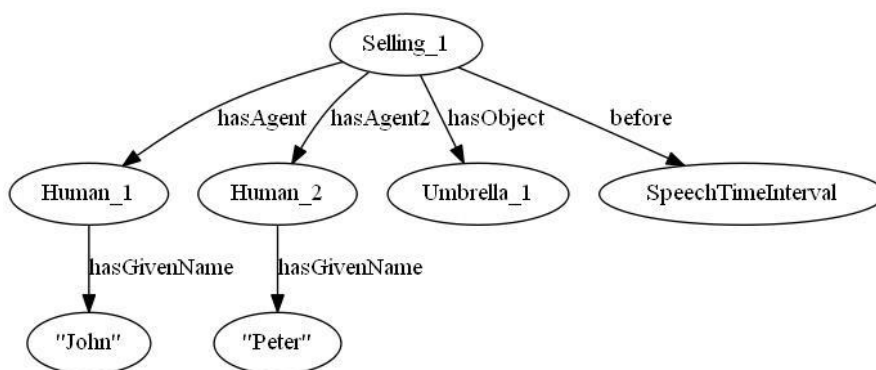 Selling_1
hasAgent hasAgent2 hasObject before
Human_1 Human_2 Umbrella_1 SpeechTimeInterval
hasGivenName hasGivenName
"John" "Peter"